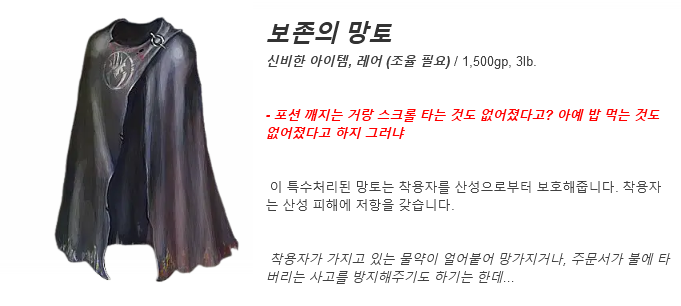 보존의 망토
신비한 아이템, 레어 (조율 필요) / 1,500gp, 3lb.
- 포션 깨지는 거랑 스크롤 타는 것도 없어졌다고? 아예 밥 먹는 것도
없어졌다고 하지 그러냐
이 특수처리된 망토는 착용자를 산성으로부터 보호해줍니다. 착용자
는 산성 피해에 저항을 갖습니다.
착용자가 가지고 있는 물약이 얼어붙어 망가지거나, 주문서가 불에 타
버리는 사고를 방지해주기도 하기는 한데...